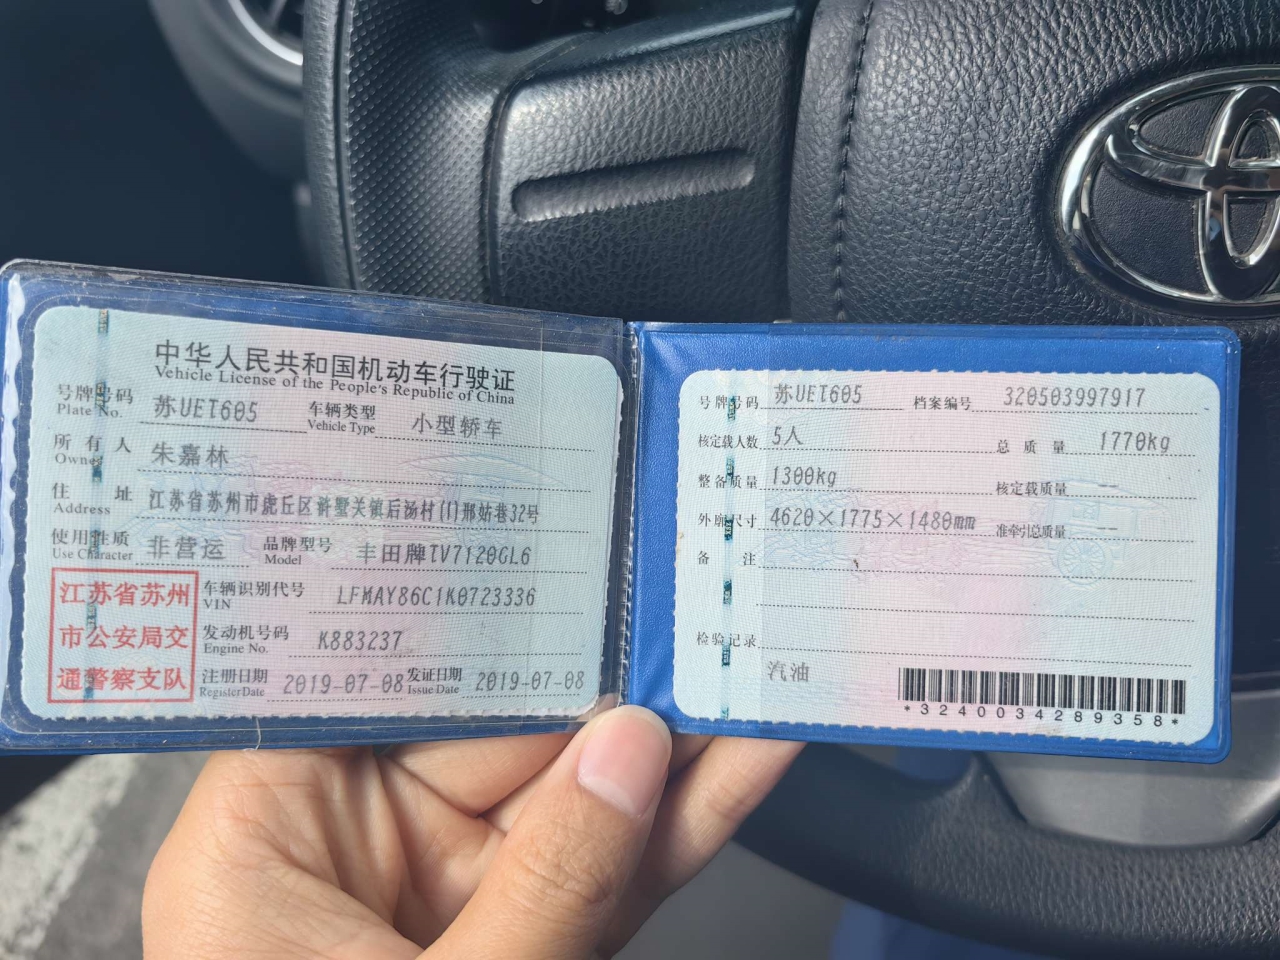 中华人民共和国机动车行驶证
Vehicle License of the People's Republic of China
号牌号码 苏UET605 车辆类型 小型轿车
Plate No. Vehicle Type
所有人 朱嘉林
Owner
住址 江苏省苏州市虎丘区浒墅关镇后汤村(1)邢姑巷32号
Address
使用性质 非营运 品牌型号 丰田牌TV7120GL6
Use Character Model
江苏省苏州
市公安局交
通警察支队
车辆识别代号 LFMAY86C1K0723336
VIN
发动机号码 K883237
Engine No.
注册日期 2019-07-08 发证日期 2019-07-08
Register Date Issue Date
号牌号码 苏UET605 档案编号 320503997917
核定载人数 5人 总质量 1770kg
整备质量 1300kg 核定载质量 --
外廓尺寸 4620×1775×1480mm 准牵引总质量 --
备注
检验记录
汽油
*3240034289358*